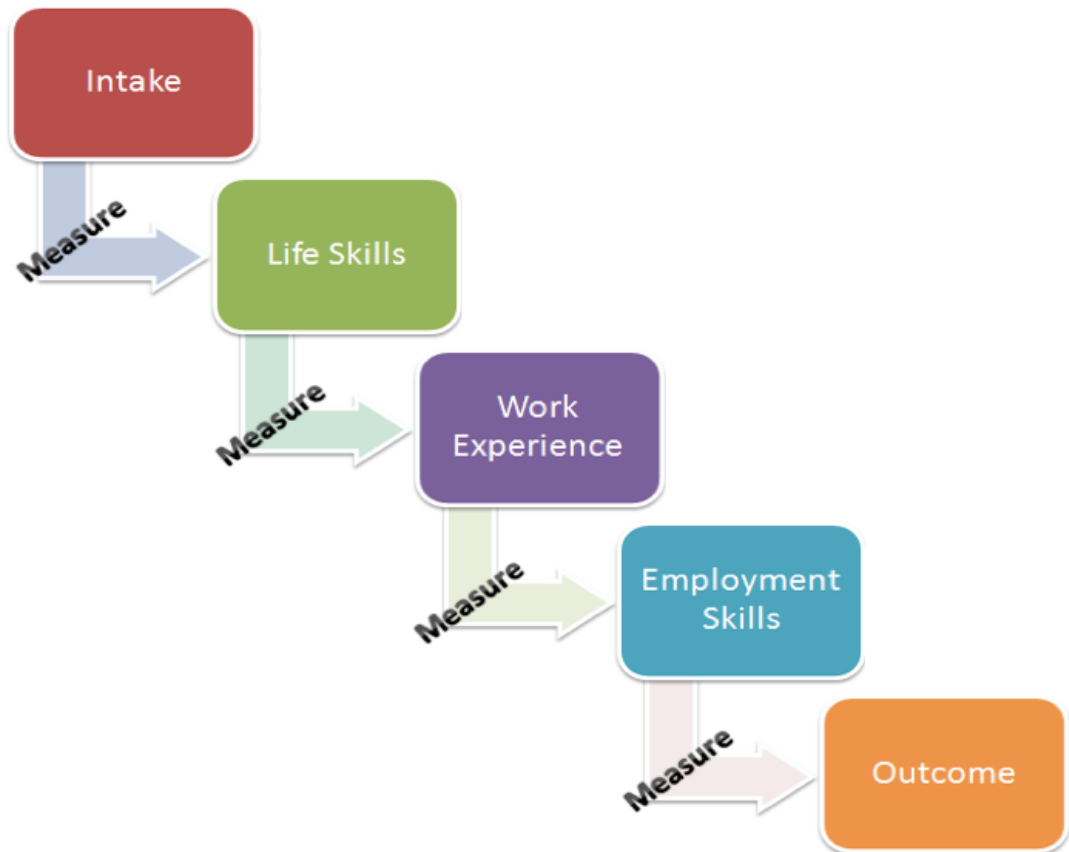 Intake
Measure
Life Skills
Measure
Work
Experience
Measure
Employment
Skills
Measure
Outcome